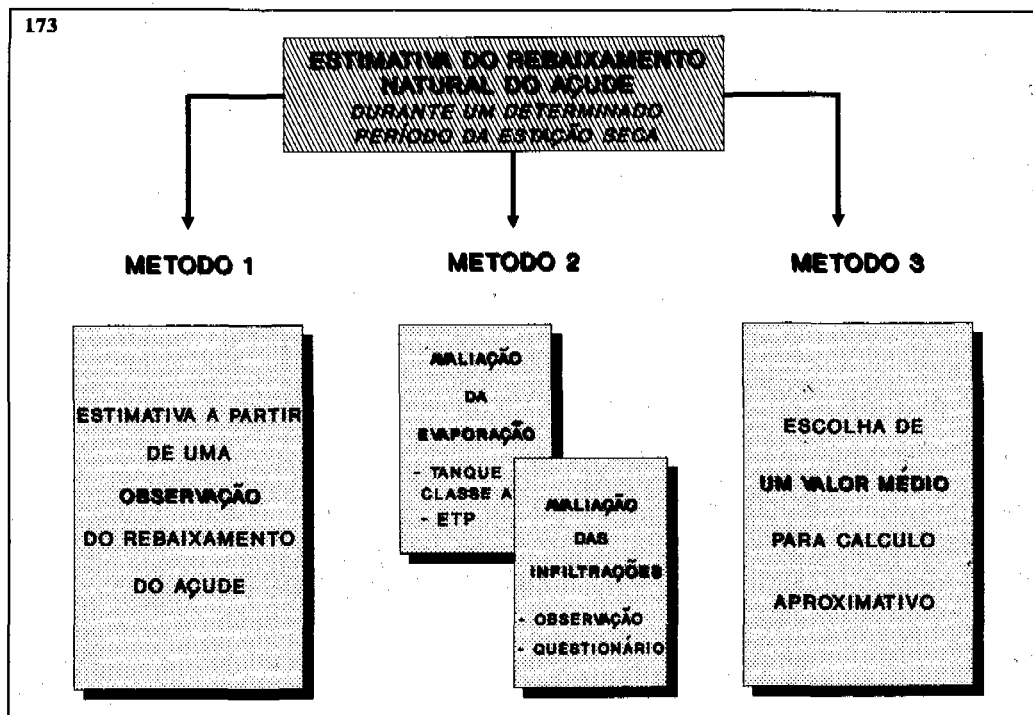 173
ESTIMATIVA DO REBAIXAMENTO
NATURAL DO AÇUDE
DURANTE UM DETERMINADO
PERÍODO DA ESTAÇÃO SECA
METODO 1
METODO 2
METODO 3
ESTIMATIVA A PARTIR
DE UMA
OBSERVAÇÃO
DO REBAIXAMENTO
DO AÇUDE
AVALIAÇÃO
DA
EVAPORAÇÃO
- TANQUE
CLASSE A
- ETP
AVALIAÇÃO
DAS
INFILTRAÇÕES
- OBSERVAÇÃO
- QUESTIONÁRIO
ESCOLHA DE
UM VALOR MÉDIO
PARA CALCULO
APROXIMATIVO